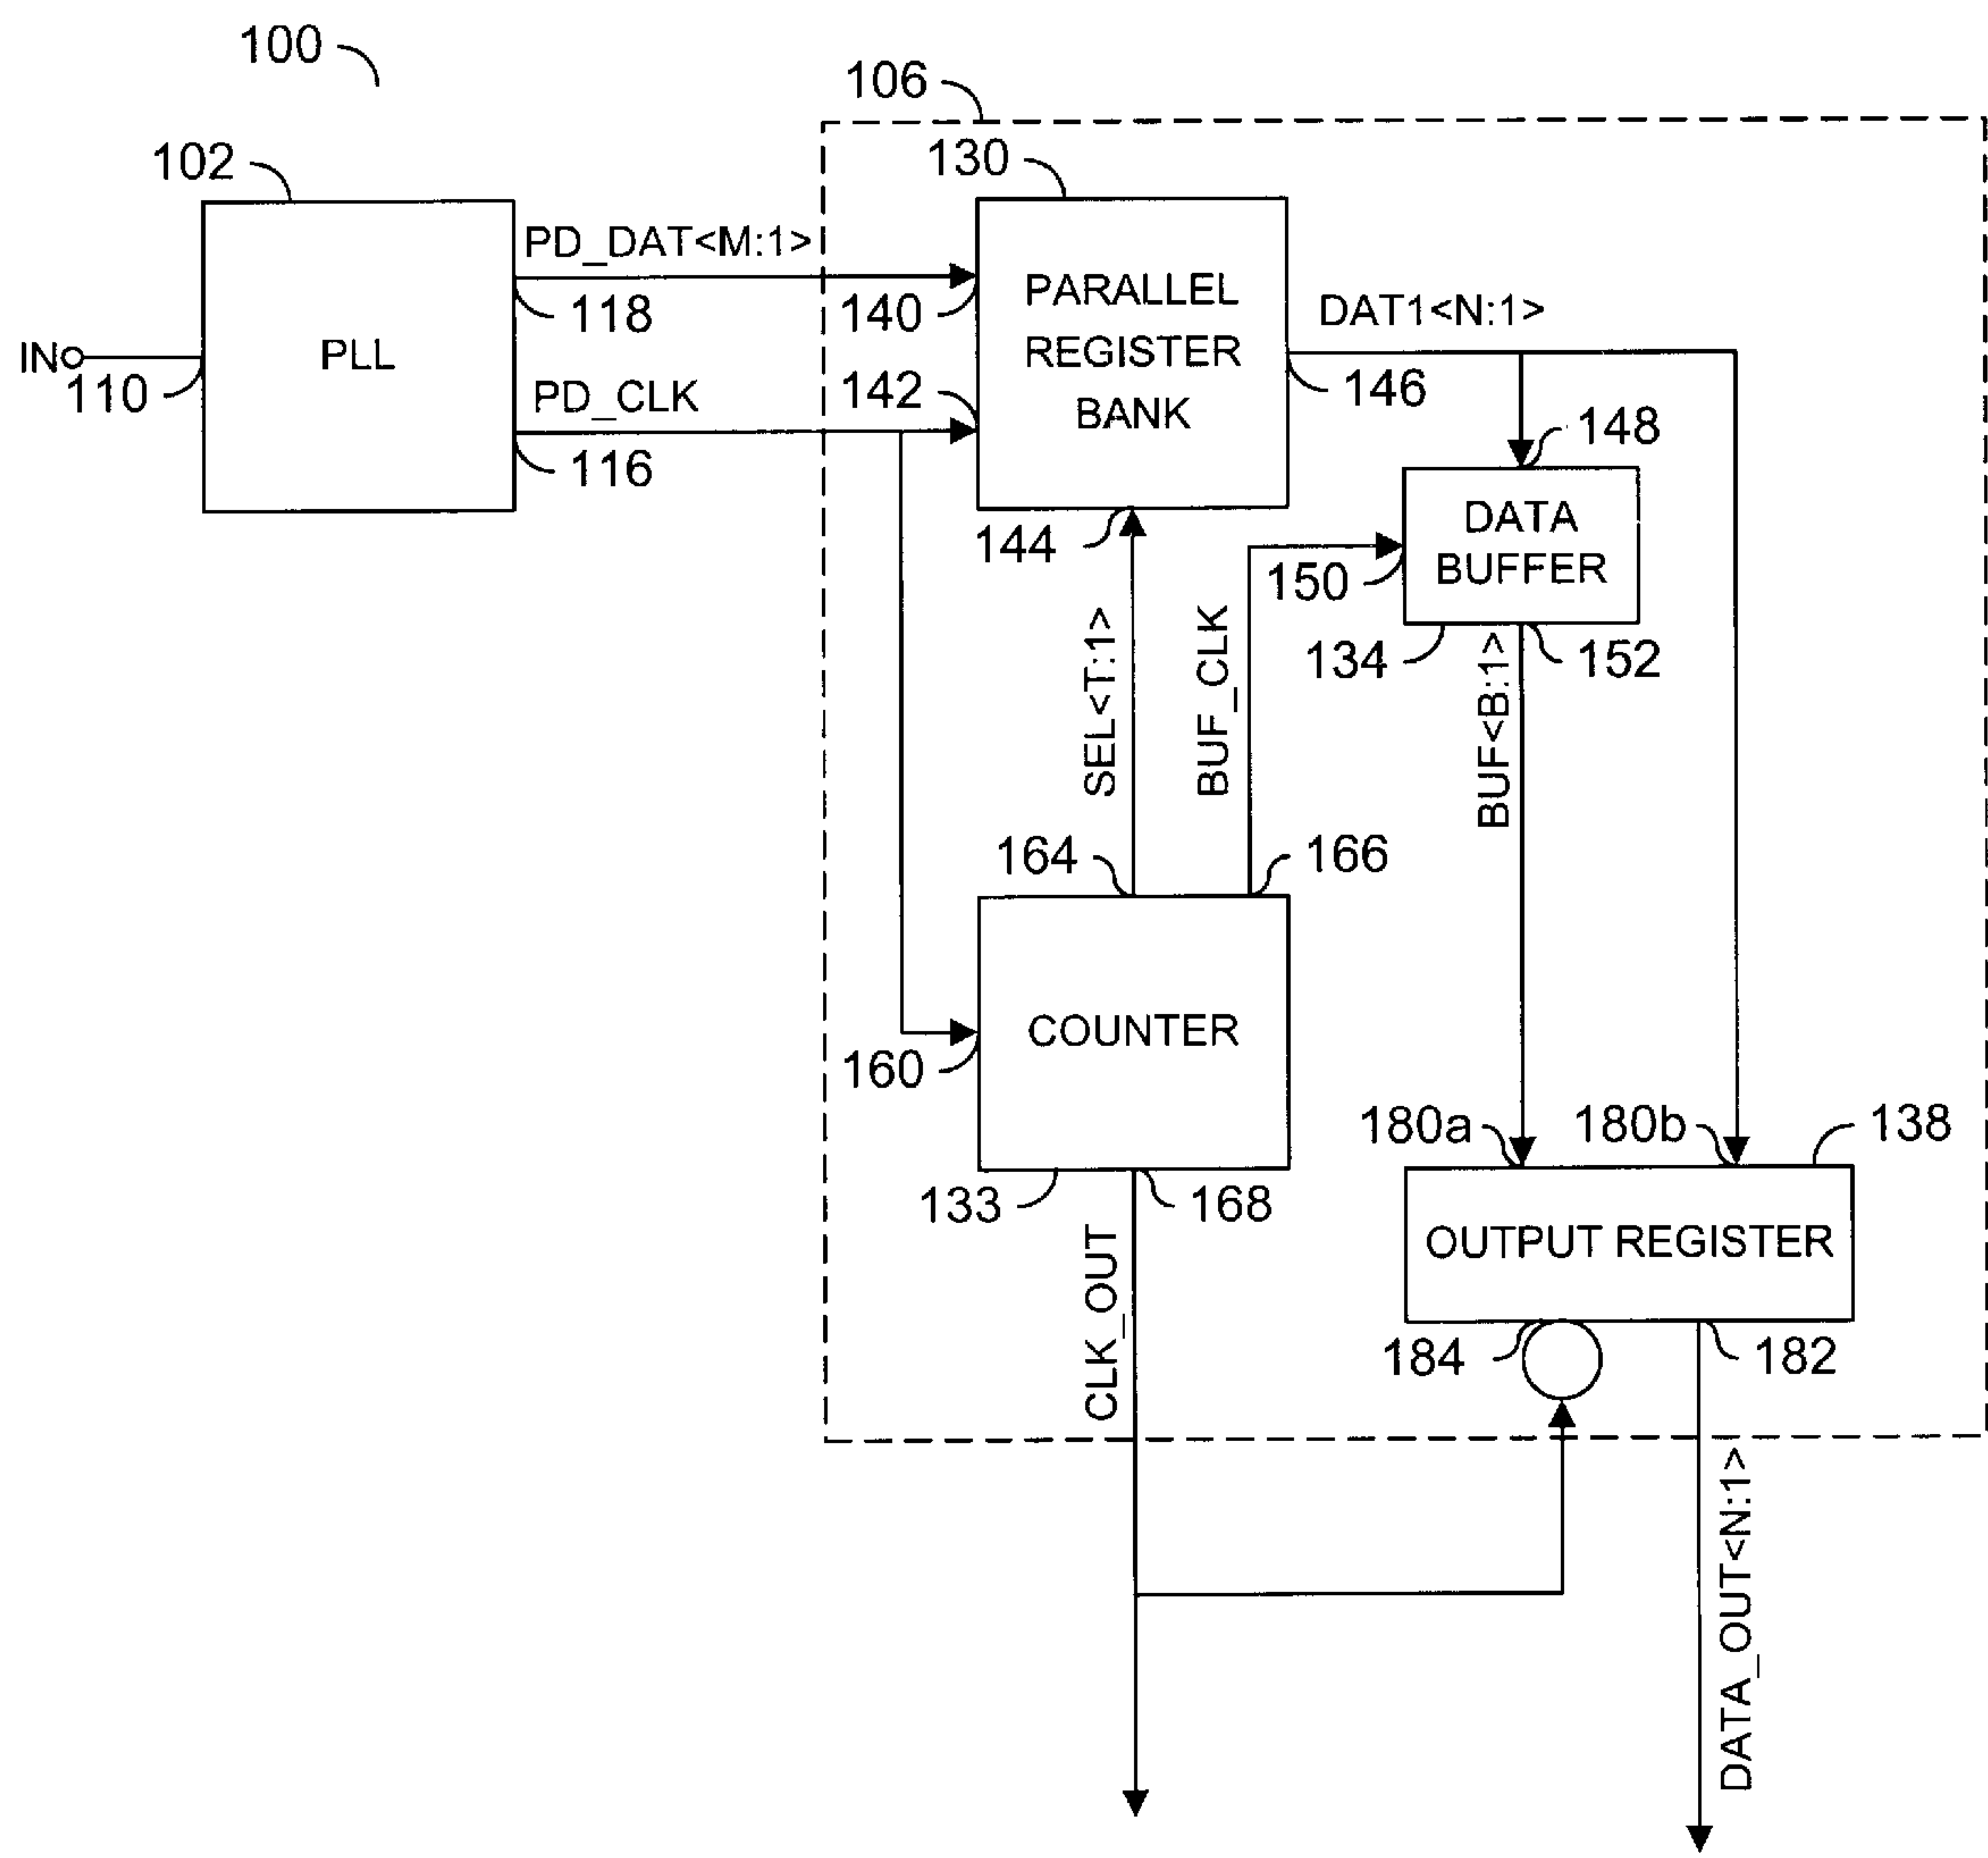 100
106
102
130
PD_DAT<M:1>
118
140
PARALLEL
REGISTER
BANK
DAT1<N:1>
IN
110
PLL
PD_CLK
142
146
116
148
144
DATA
BUFFER
150
134
152
SEL<T:1>
BUF_CLK
BUF<B:1>
164
166
COUNTER
160
180a
180b
138
133
168
OUTPUT REGISTER
CLK_OUT
184
182
DATA_OUT<N:1>